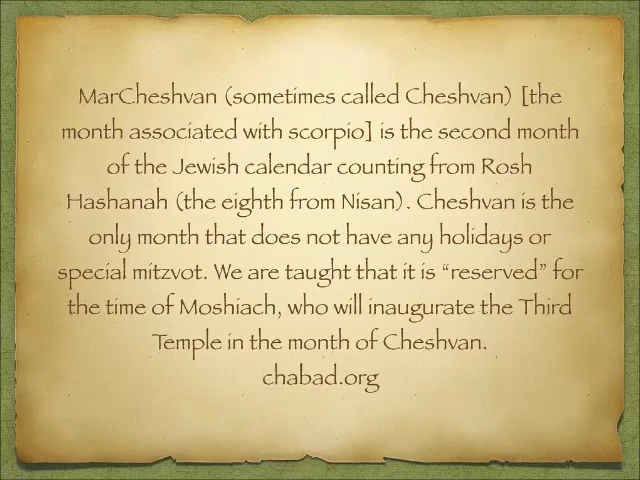 MarCheshvan (sometimes called Cheshvan) [the
month associated with scorpio] is the second month
of the Jewish calendar counting from Rosh
Hashanah (the eighth from Nisan). Cheshvan is the
only month that does not have any holidays or
special mitzvot. We are taught that it is “reserved” for
the time of Moshiach, who will inaugurate the Third
Temple in the month of Cheshvan.
chabad.org